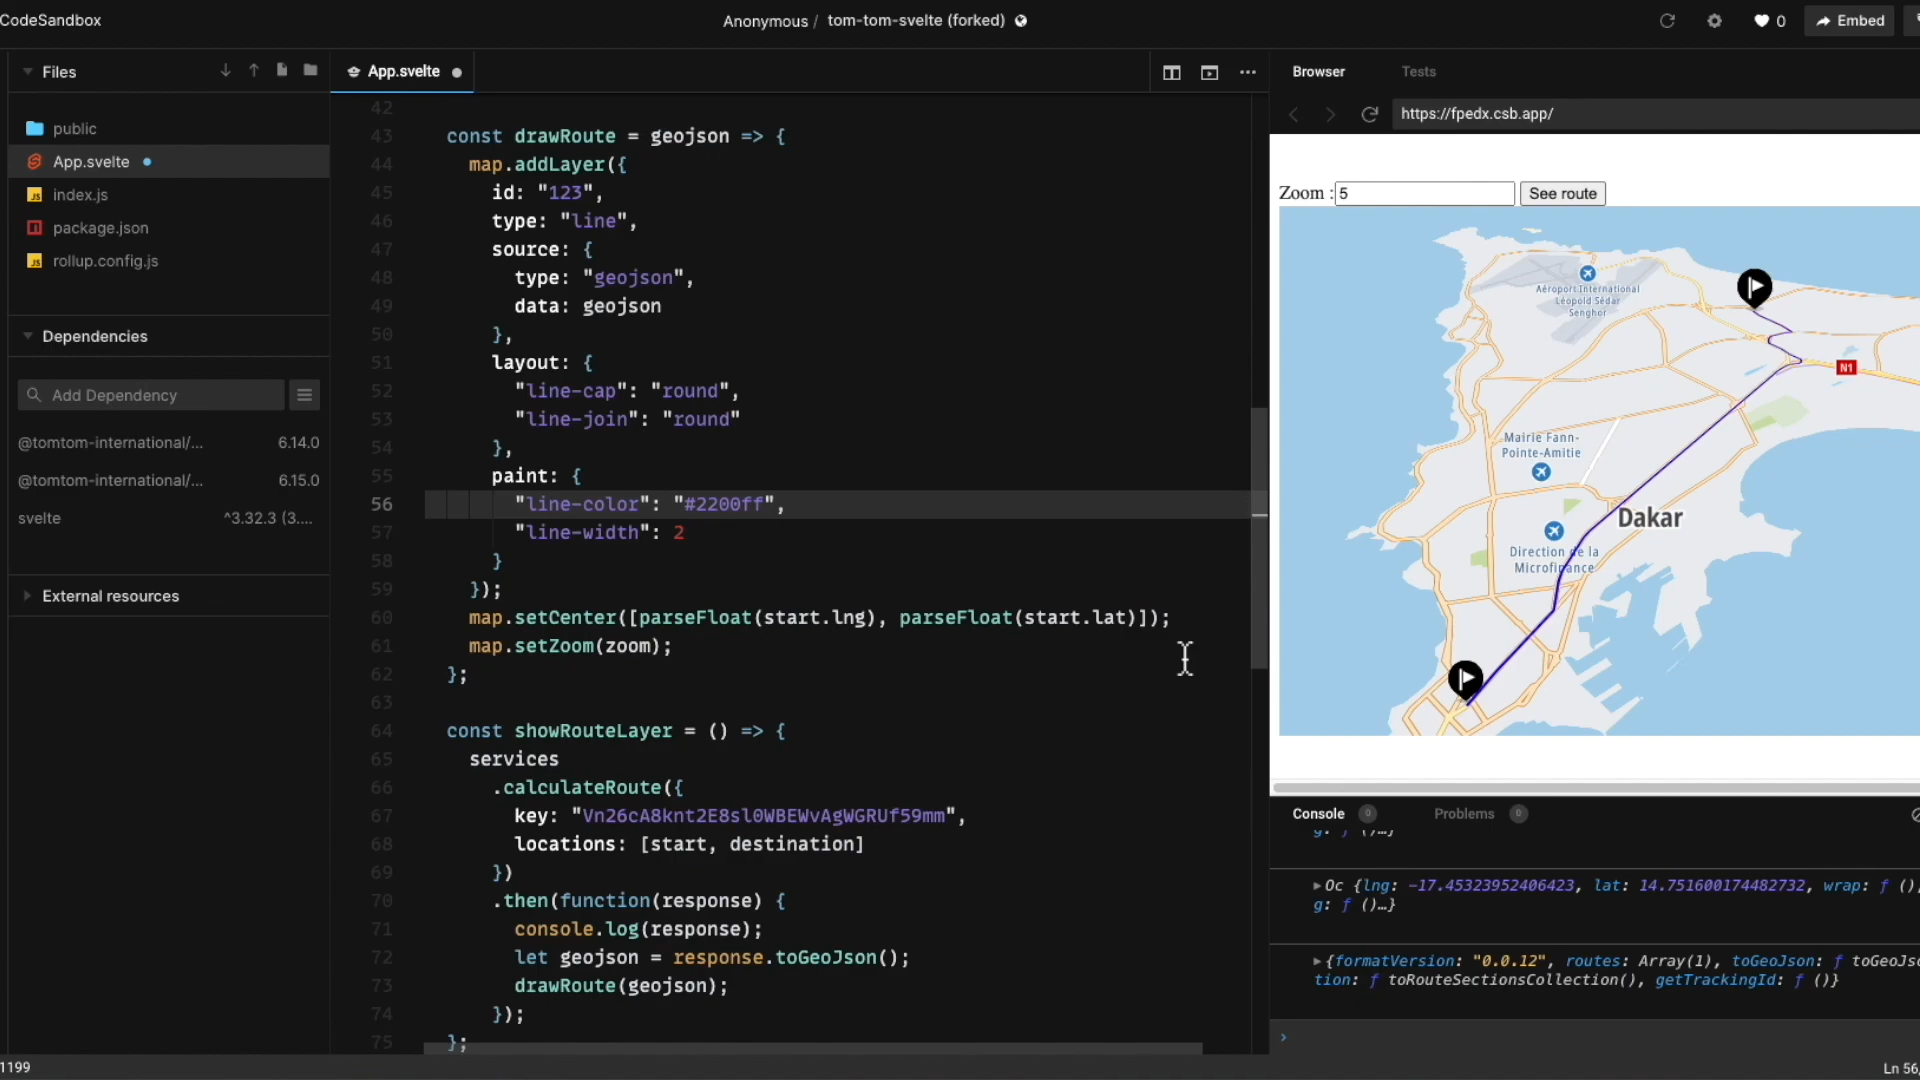 CodeSandbox
Anonymous / tom-tom-svelte (forked)
0
Embed
Files
public
App.svelte
index.js
package.json
rollup.config.js
Dependencies
Add Dependency
@tomtom-international/... 6.14.0
@tomtom-international/... 6.15.0
svelte ^3.32.3 (3....
External resources
App.svelte
42
43 const drawRoute = geojson => {
44 map.addLayer({
45 id: "123",
46 type: "line",
47 source: {
48 type: "geojson",
49 data: geojson
50 },
51 layout: {
52 "line-cap": "round",
53 "line-join": "round"
54 },
55 paint: {
56 "line-color": "#2200ff",
57 "line-width": 2
58 }
59 });
60 map.setCenter([parseFloat(start.lng), parseFloat(start.lat)]);
61 map.setZoom(zoom);
62 };
63
64 const showRouteLayer = () => {
65 services
66 .calculateRoute({
67 key: "Vn26cA8knt2E8sl0WBEWvAgWGRUf59mm",
68 locations: [start, destination]
69 })
70 .then(function(response) {
71 console.log(response);
72 let geojson = response.toGeoJson();
73 drawRoute(geojson);
74 });
75 };
Browser Tests
https://fpedx.csb.app/
Zoom : 5 See route
Aéroport International
Léopold Sédar
Senghor
N1
Mairie Fann-
Pointe-Amitie
Dakar
Direction de la
Microfinance
Console 0 Problems 0
g: ƒ ()…}
▸Oc {lng: -17.45323952406423, lat: 14.751600174482732, wrap: ƒ (),
g: ƒ ()…}
▸{formatVersion: "0.0.12", routes: Array(1), toGeoJson: ƒ toGeoJso
tion: ƒ toRouteSectionsCollection(), getTrackingId: ƒ ()}
›
1199
Ln 56,